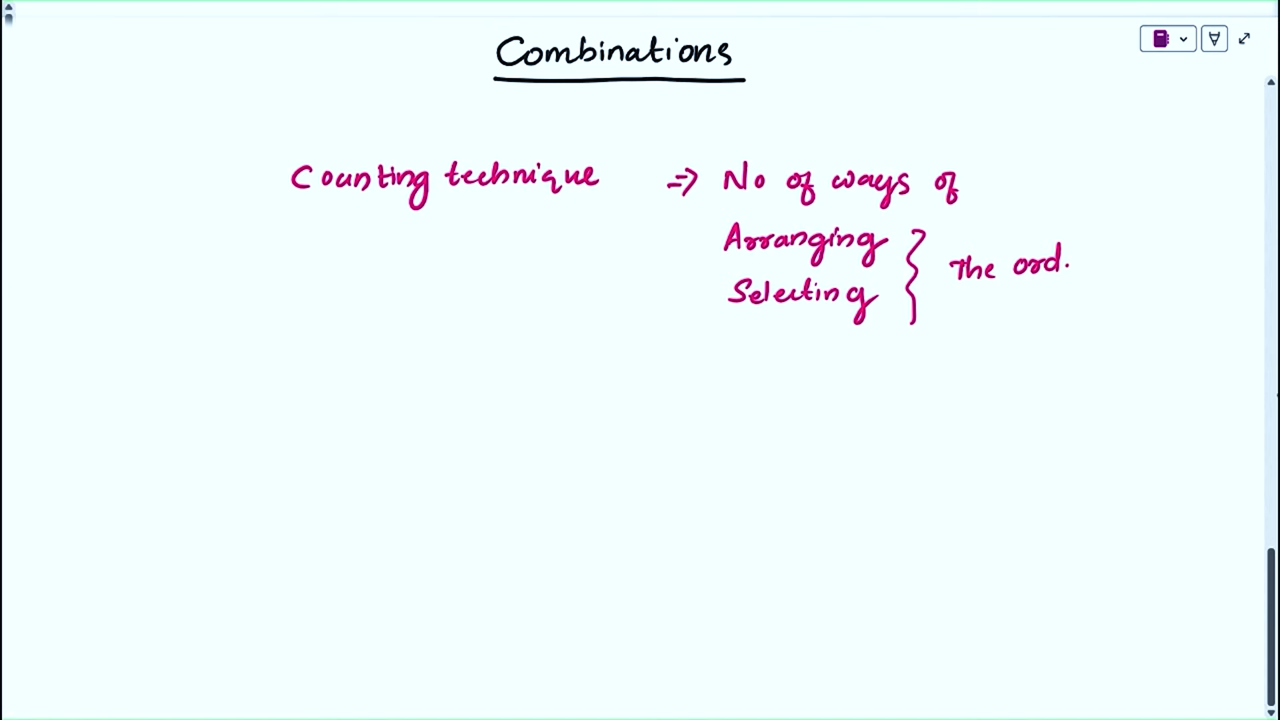 Combinations
Counting technique => No of ways of
Arranging
Selecting } The ord.